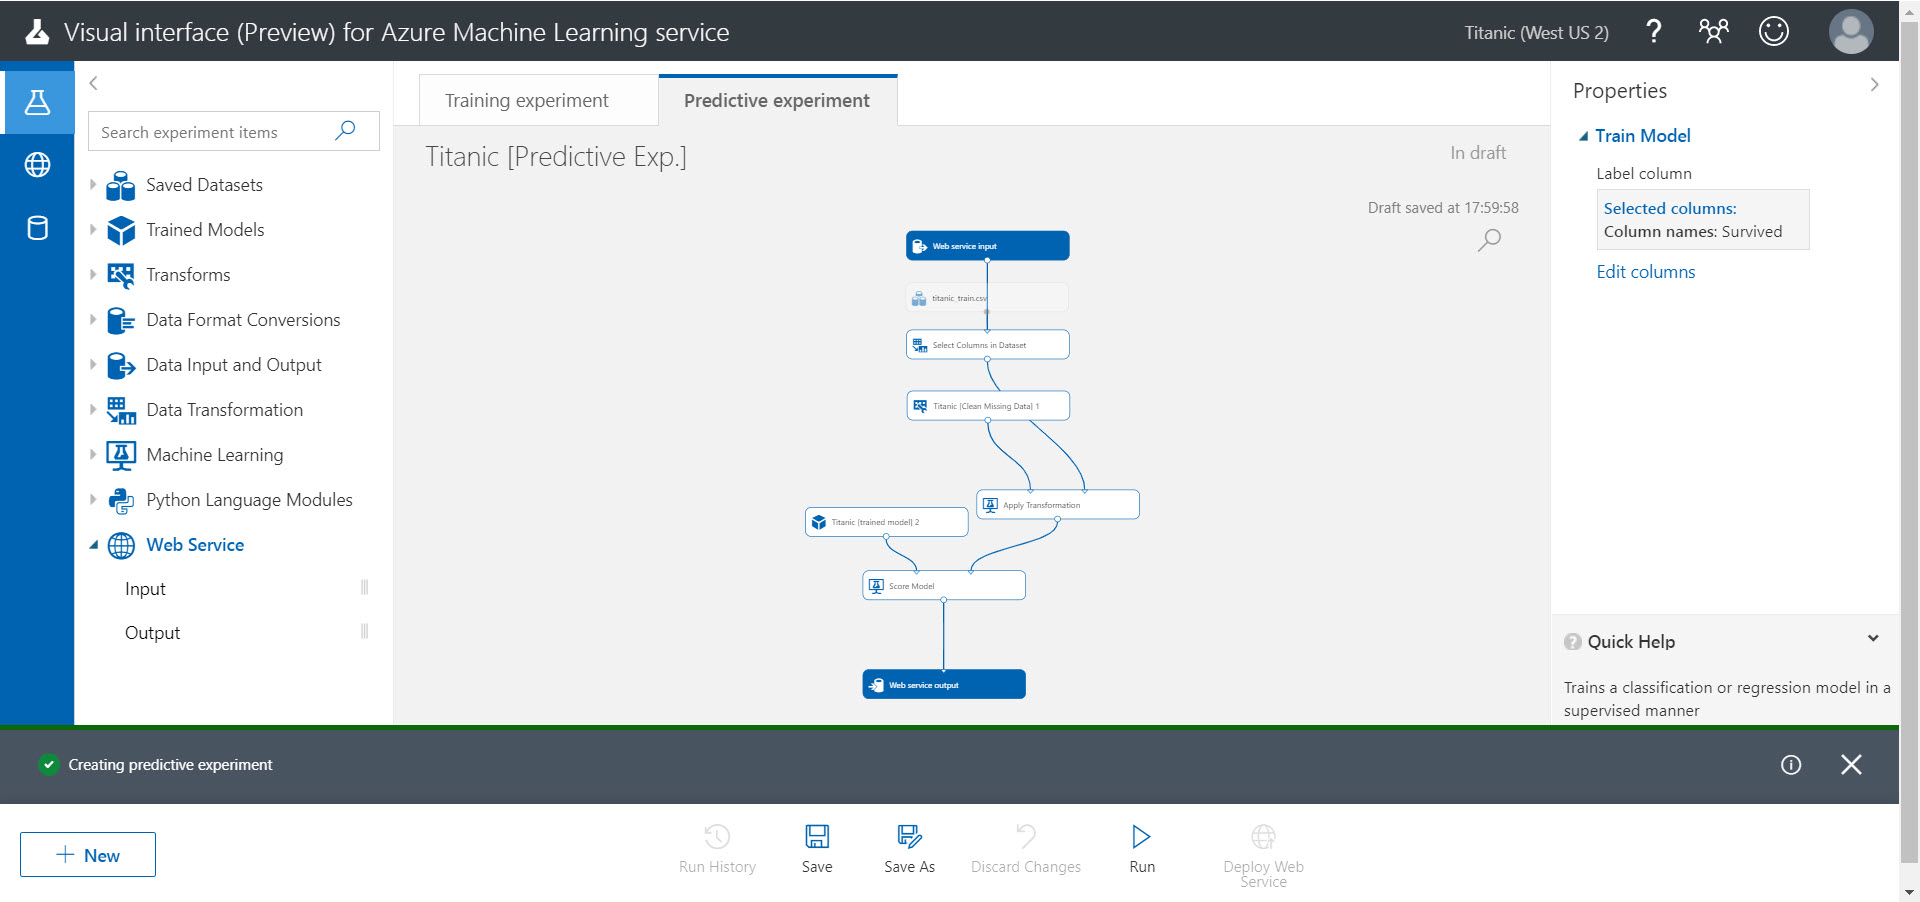 Visual interface (Preview) for Azure Machine Learning service
Titanic (West US 2)
?
Search experiment items
Saved Datasets
Trained Models
Transforms
Data Format Conversions
Data Input and Output
Data Transformation
Machine Learning
Python Language Modules
Web Service
Input
Output
Training experiment
Predictive experiment
Titanic [Predictive Exp.]
In draft
Draft saved at 17:59:58
Web service input
titanic_train.csv
Select Columns in Dataset
Titanic [Clean Missing Data] 1
Apply Transformation
Titanic [trained model] 2
Score Model
Web service output
Properties
Train Model
Label column
Selected columns:
Column names: Survived
Edit columns
? Quick Help
Trains a classification or regression model in a
supervised manner
Creating predictive experiment
New
Run History
Save
Save As
Discard Changes
Run
Deploy Web
Service